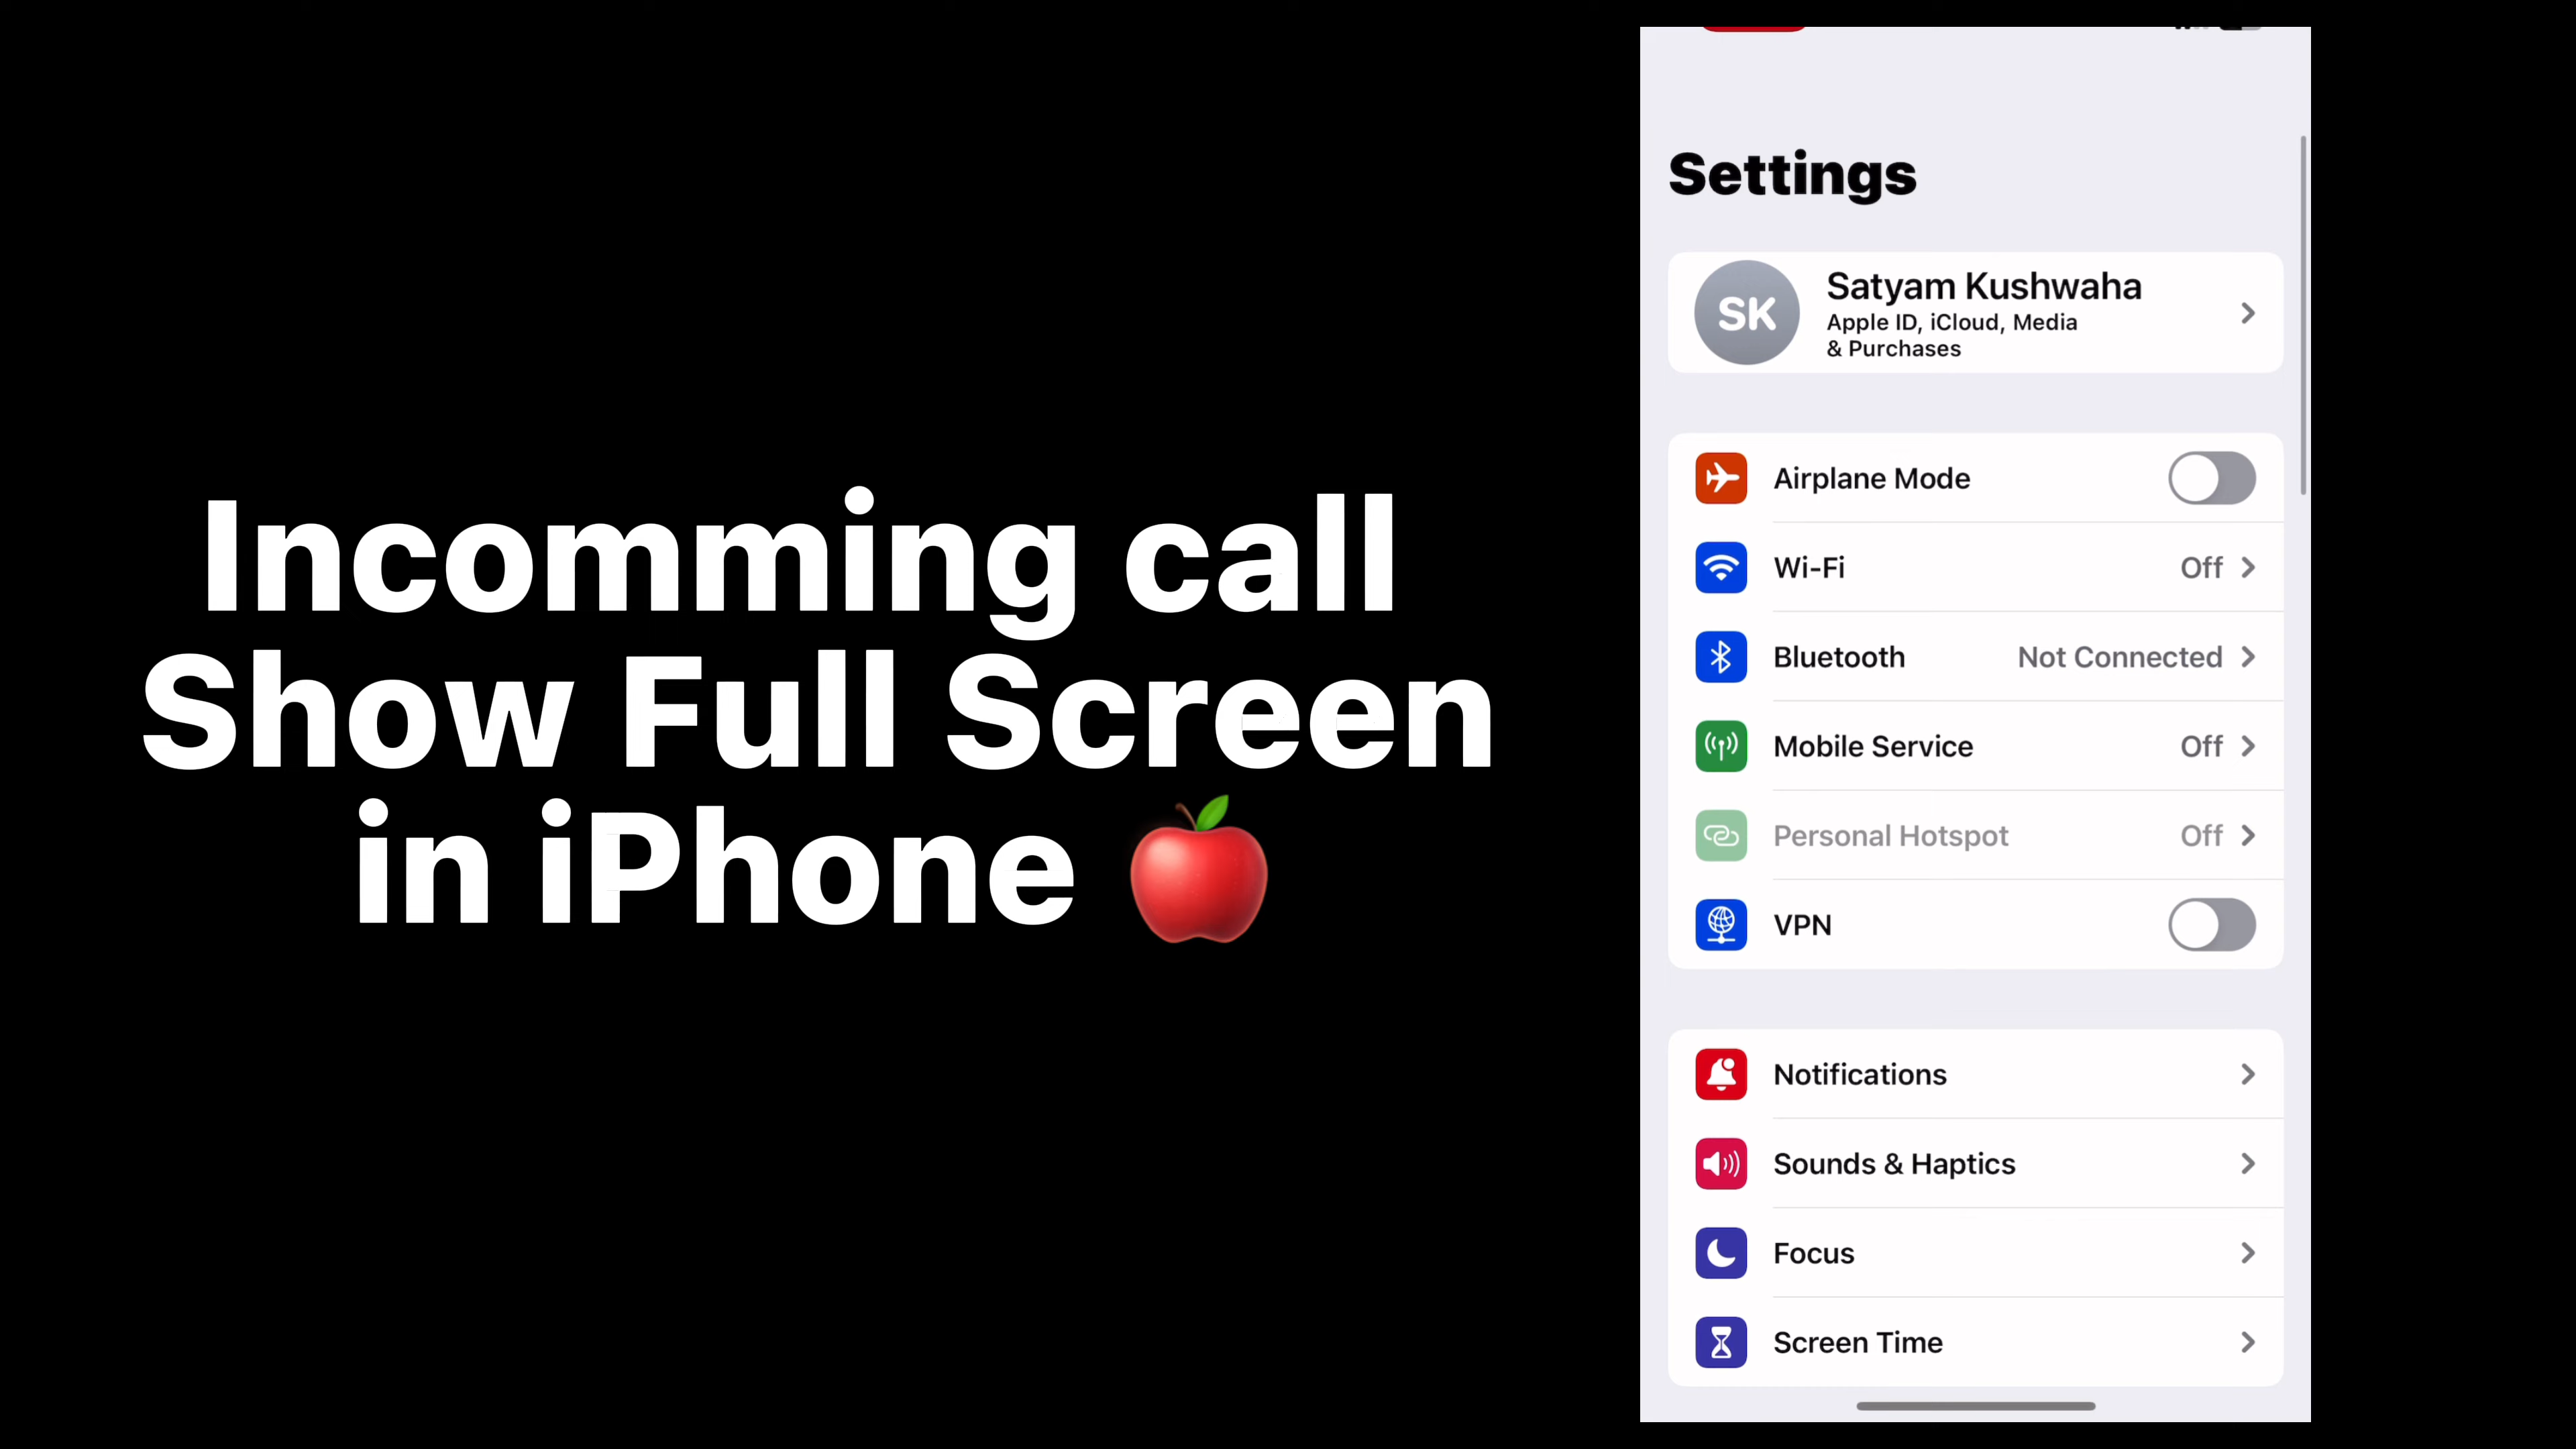 Incomming call
Show Full Screen
in iPhone 🍎
Settings
SK
Satyam Kushwaha
Apple ID, iCloud, Media
& Purchases
Airplane Mode
Wi-Fi Off
Bluetooth Not Connected
Mobile Service Off
Personal Hotspot Off
VPN
Notifications
Sounds & Haptics
Focus
Screen Time